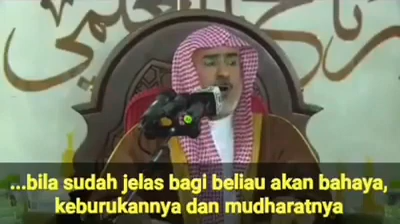 ...bila sudah jelas bagi beliau akan bahaya,
keburukannya dan mudharatnya